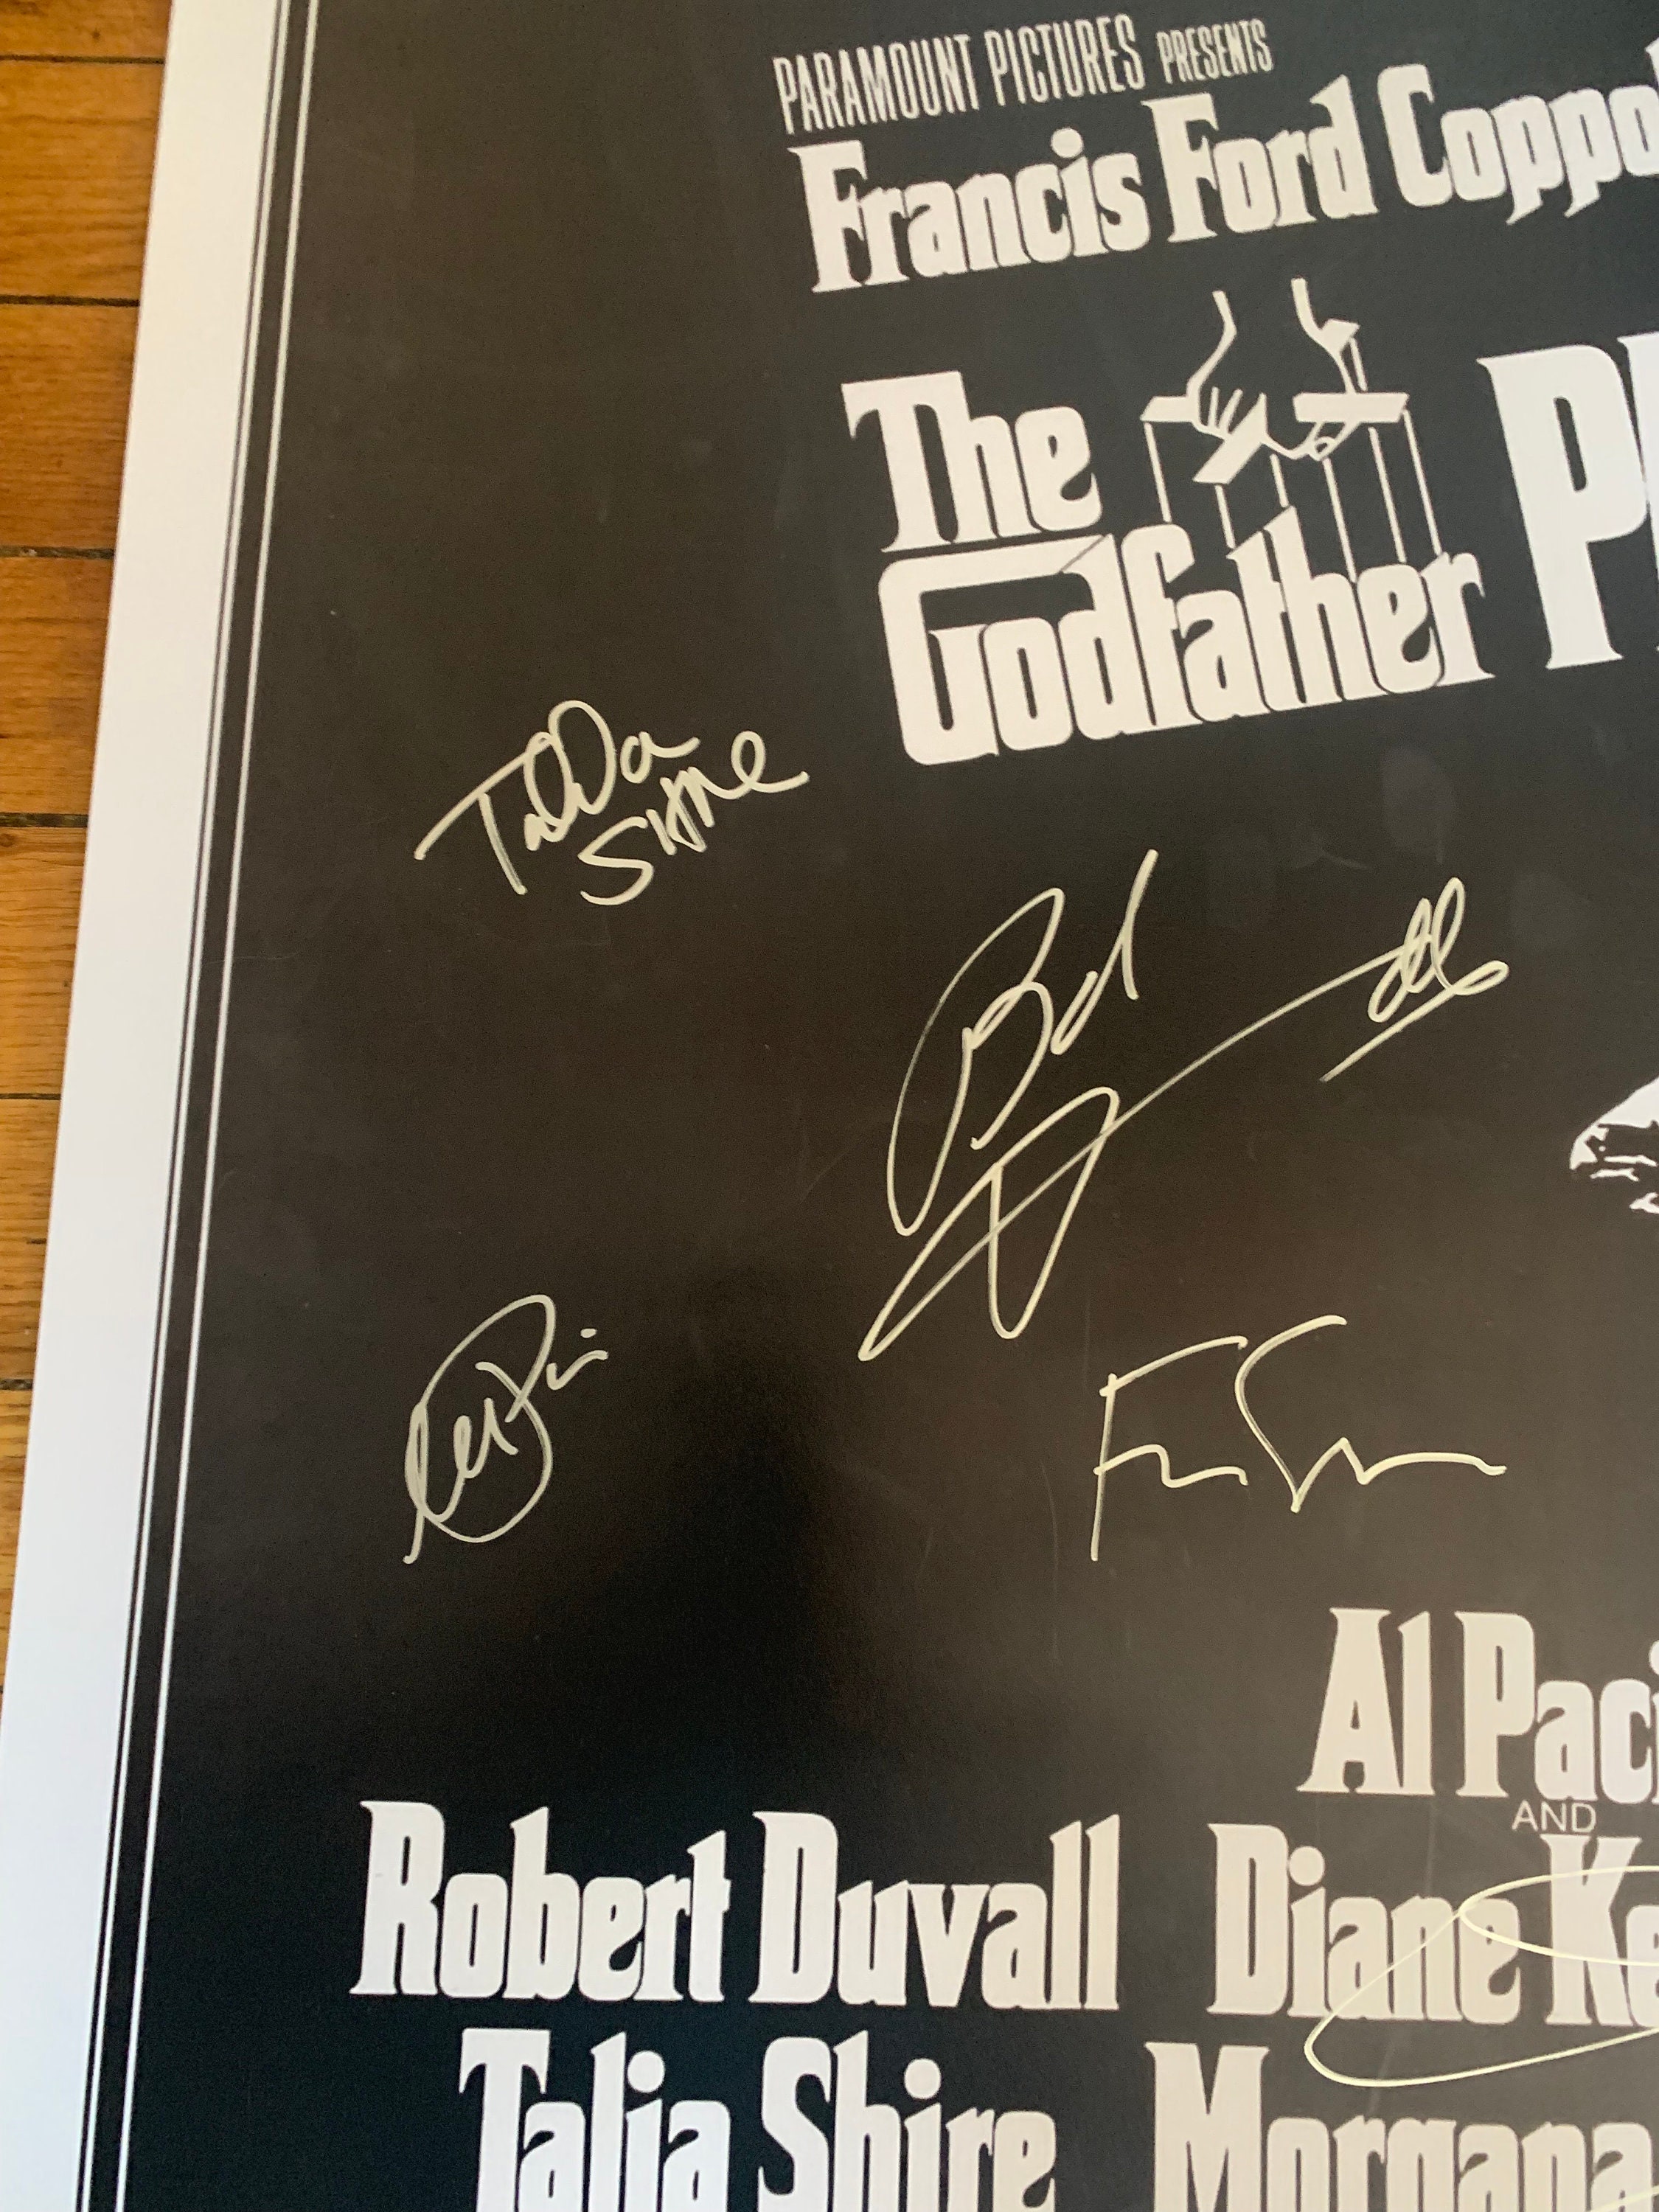 PARAMOUNT PICTURES PRESENTS
Francis Ford Coppo
The
Godfather
Talia
Shire
Al Paci
AND
Robert Duvall Diane Ke
Talia Shire Morgana